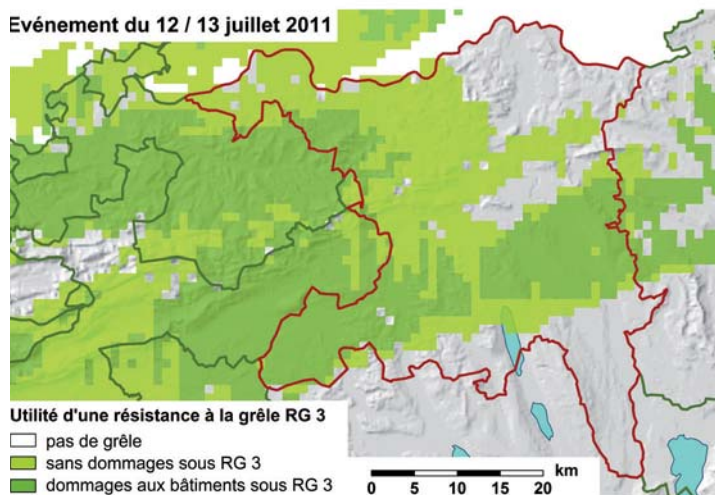 Evénement du 12 / 13 juillet 2011
Utilité d'une résistance à la grêle RG 3
pas de grêle
sans dommages sous RG 3
dommages aux bâtiments sous RG 3
0 5 10 15 20 km